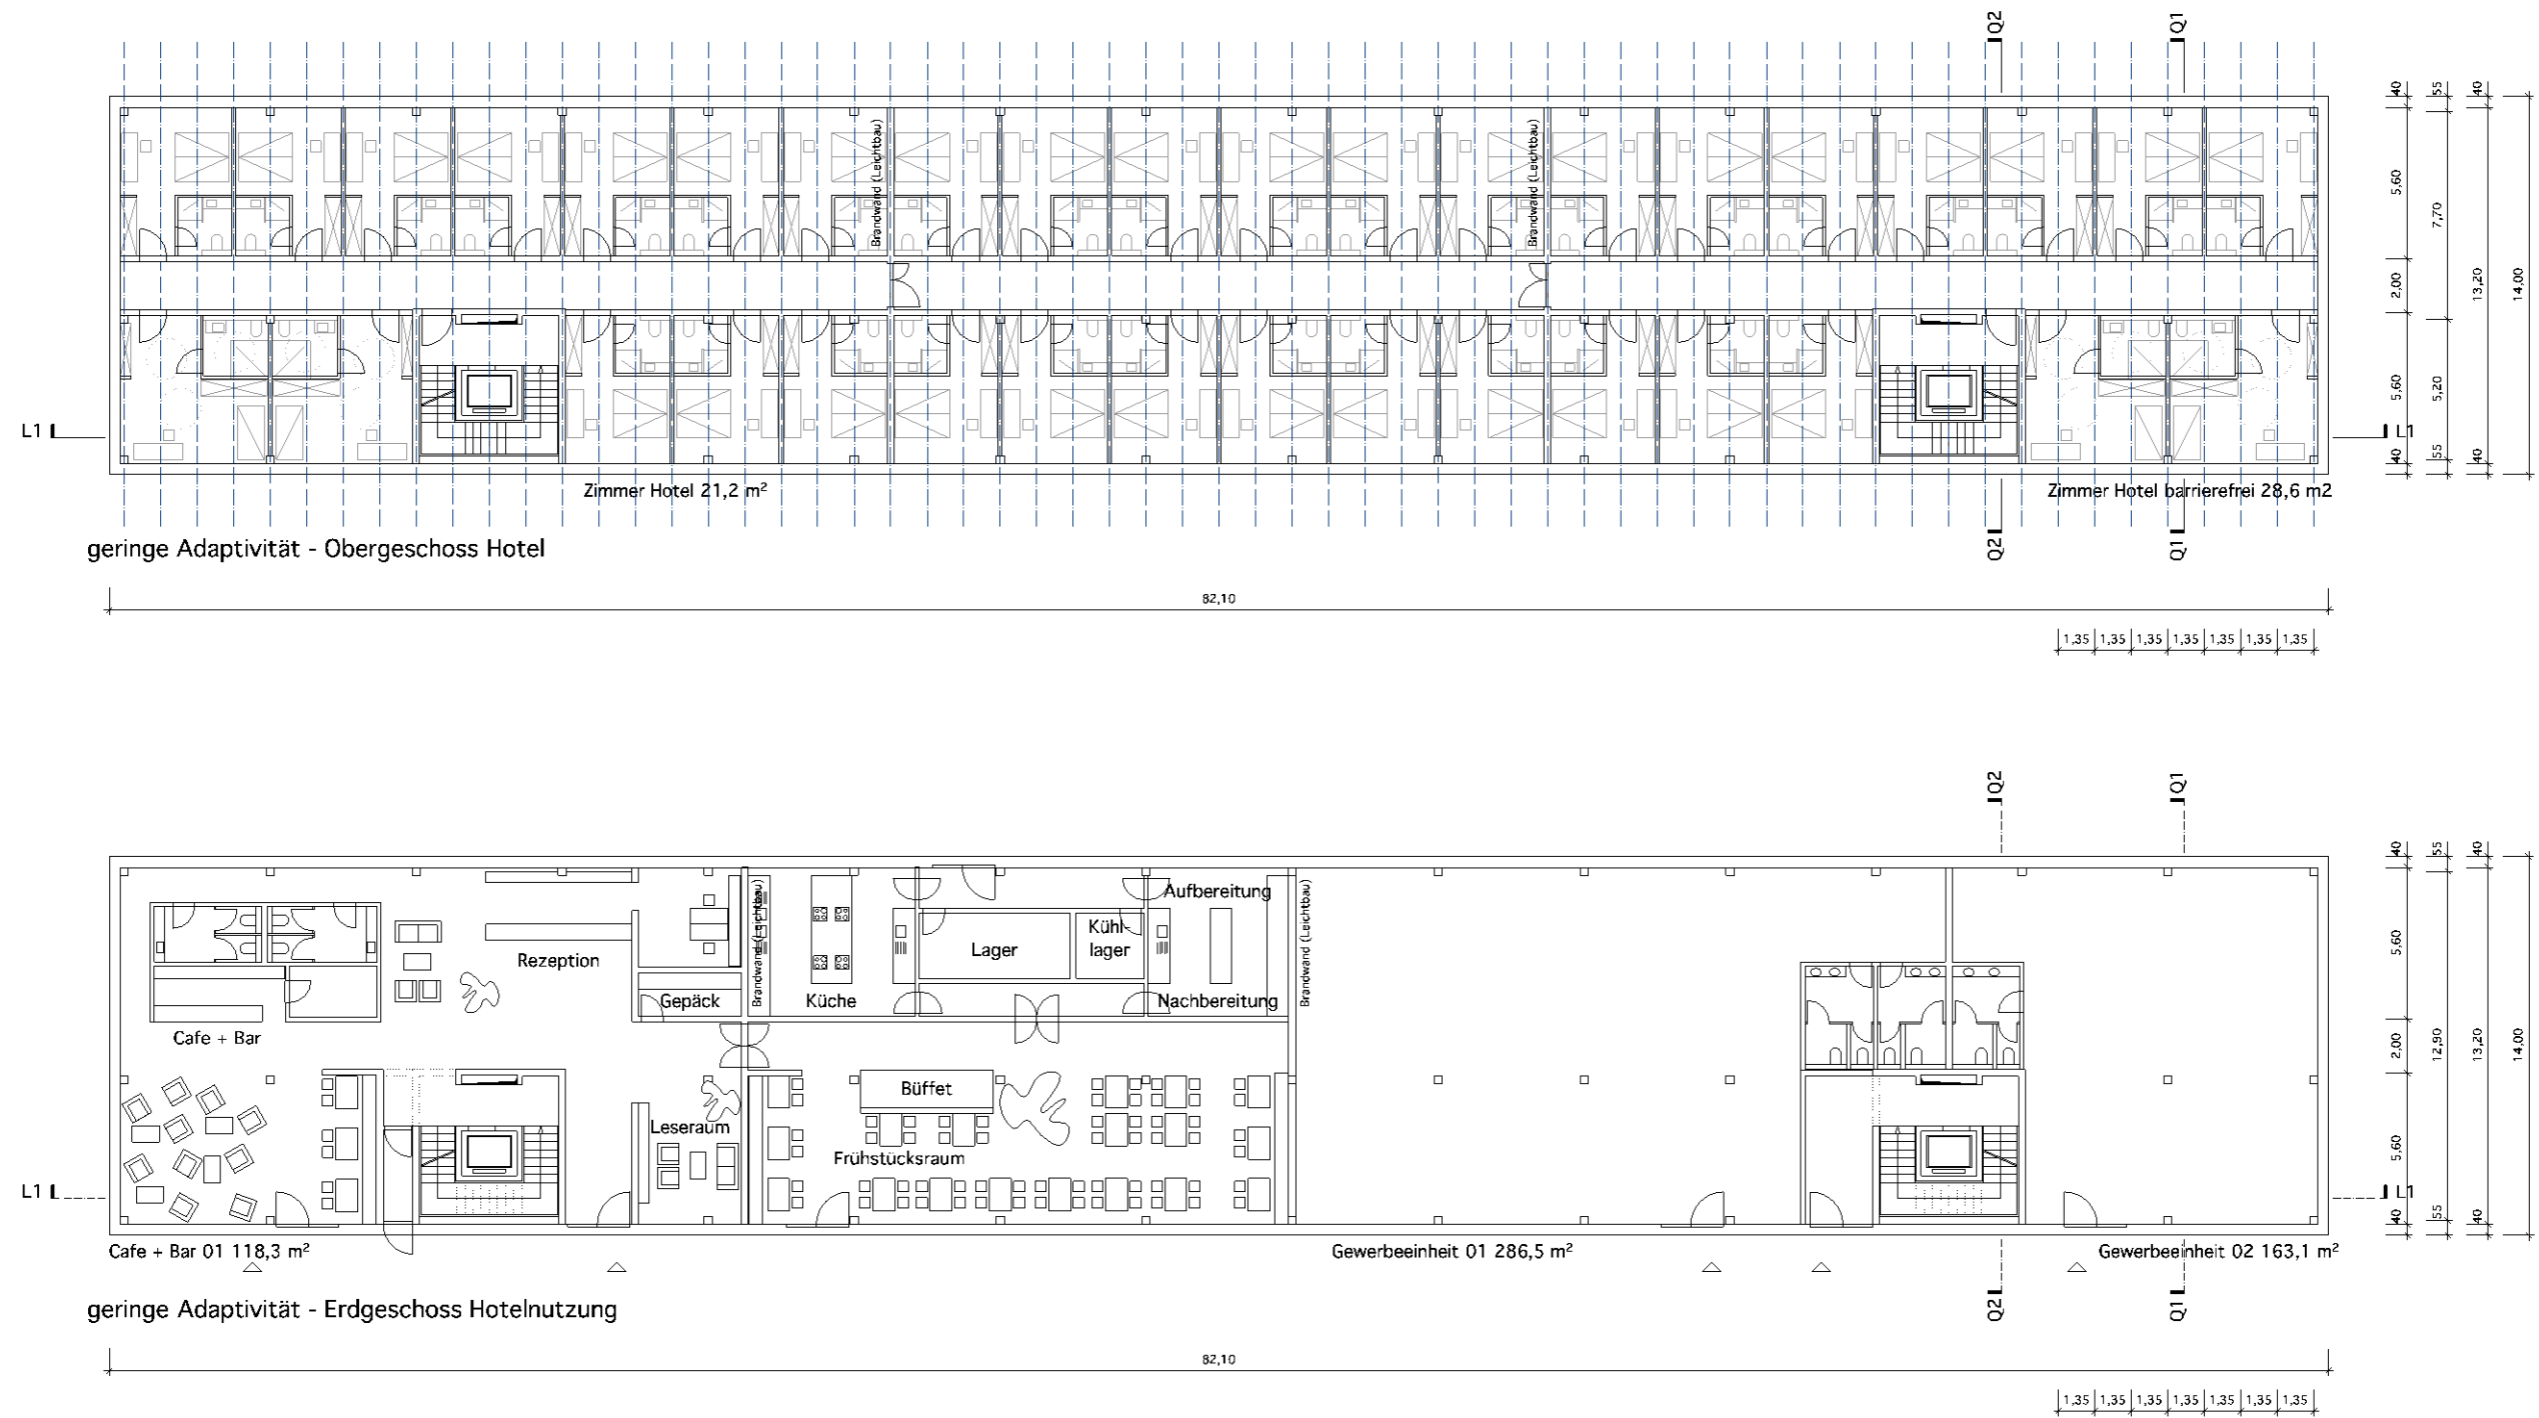 Q2
Q1
Brandwand (Leichtbau)
Brandwand (Leichtbau)
40
5,60
2,00
5,60
40
55
7,70
5,20
55
40
13,20
40
14,00
L1
L1
Zimmer Hotel 21,2 m²
Zimmer Hotel barrierefrei 28,6 m2
Q2
Q1
geringe Adaptivität - Obergeschoss Hotel
82,10
1,35 1,35 1,35 1,35 1,35 1,35 1,35
Q2
Q1
Brandwand (Leichtbau)
Aufbereitung
Brandwand (Leichtbau)
Kühl-
lager
Lager
Rezeption
Gepäck
Küche
Nachbereitung
Cafe + Bar
Büffet
Leseraum
Frühstücksraum
40
5,60
2,00
5,60
40
55
12,90
55
40
13,20
40
14,00
L1
L1
Cafe + Bar 01 118,3 m²
Gewerbeeinheit 01 286,5 m²
Gewerbeeinheit 02 163,1 m²
Q2
Q1
geringe Adaptivität - Erdgeschoss Hotelnutzung
82,10
1,35 1,35 1,35 1,35 1,35 1,35 1,35